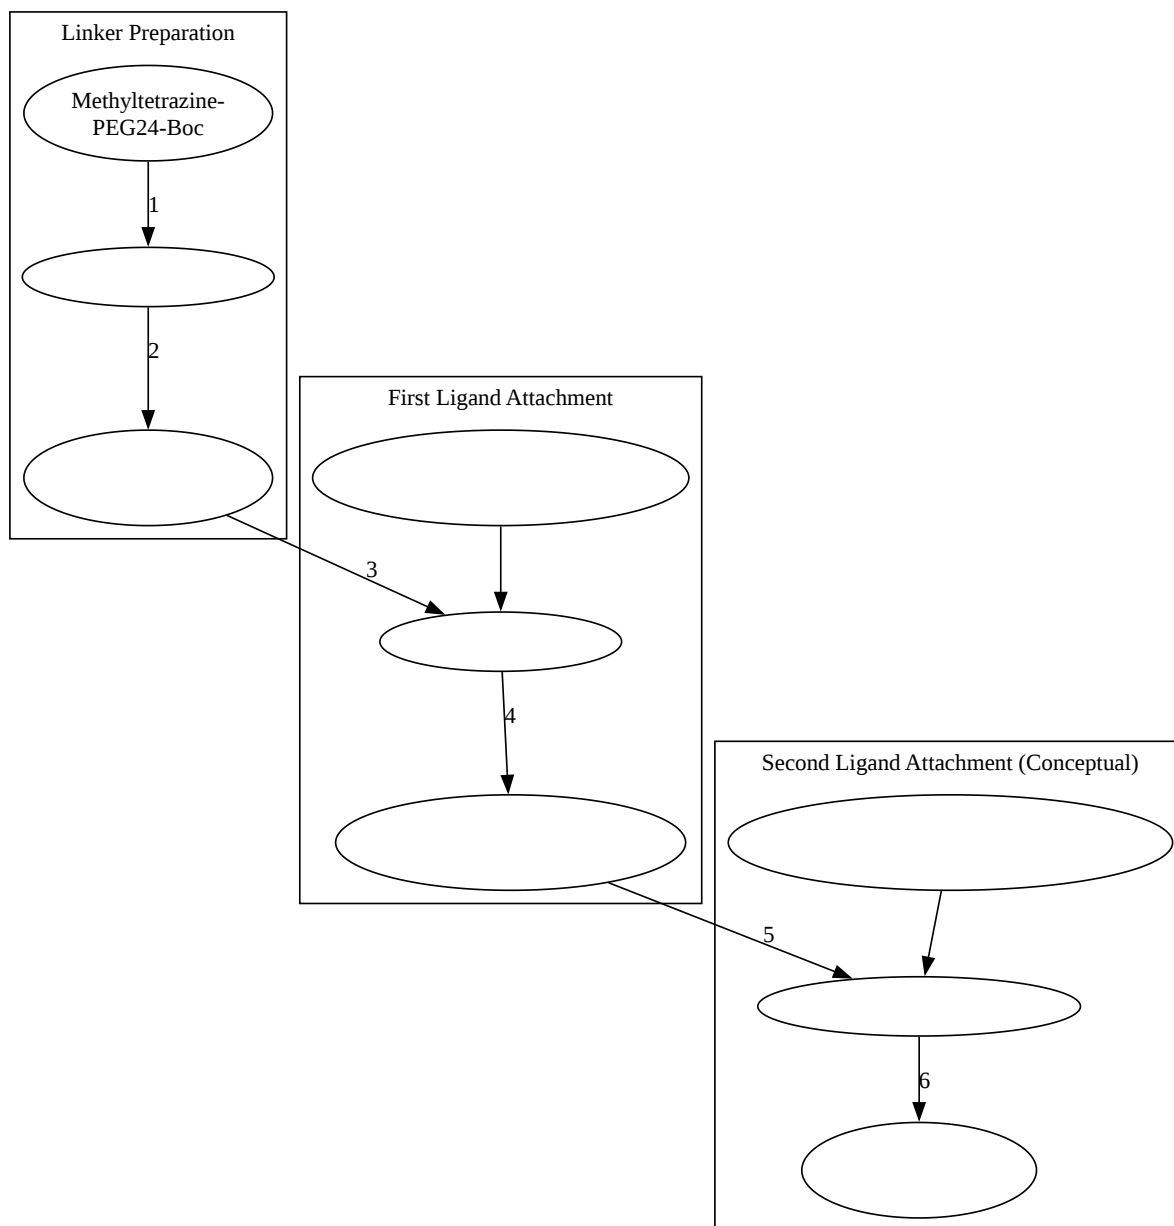 Linker Preparation
Methyltetrazine-
PEG24-Boc
1
2
First Ligand Attachment
3
4
Second Ligand Attachment (Conceptual)
5
6